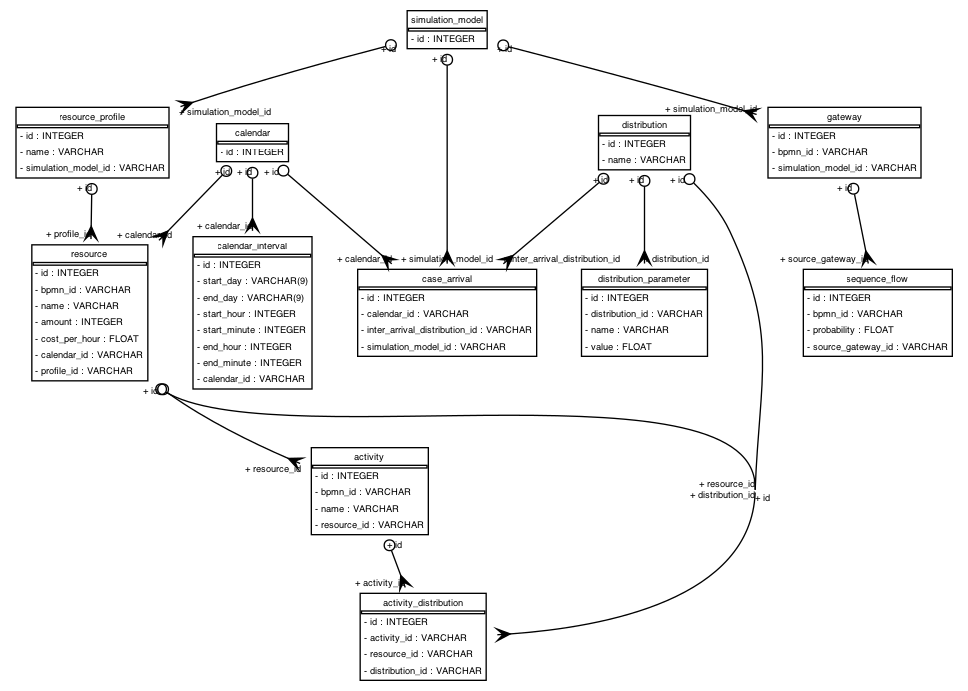 simulation_model
- id : INTEGER
+ id
+ id
+ id
+ simulation_model_id
+ simulation_model_id
resource_profile
- id : INTEGER
- name : VARCHAR
- simulation_model_id : VARCHAR
calendar
- id : INTEGER
distribution
- id : INTEGER
- name : VARCHAR
gateway
- id : INTEGER
- bpmn_id : VARCHAR
- simulation_model_id : VARCHAR
+ id
+ id
+ id
+ id
+ id
+ id
+ id
+ id
+ profile_id
+ calendar_id
+ calendar_id
+ calendar_id
+ simulation_model_id
+ inter_arrival_distribution_id
+ distribution_id
+ source_gateway_id
resource
- id : INTEGER
- bpmn_id : VARCHAR
- name : VARCHAR
- amount : INTEGER
- cost_per_hour : FLOAT
- calendar_id : VARCHAR
- profile_id : VARCHAR
calendar_interval
- id : INTEGER
- start_day : VARCHAR(9)
- end_day : VARCHAR(9)
- start_hour : INTEGER
- start_minute : INTEGER
- end_hour : INTEGER
- end_minute : INTEGER
- calendar_id : VARCHAR
case_arrival
- id : INTEGER
- calendar_id : VARCHAR
- inter_arrival_distribution_id : VARCHAR
- simulation_model_id : VARCHAR
distribution_parameter
- id : INTEGER
- distribution_id : VARCHAR
- name : VARCHAR
- value : FLOAT
sequence_flow
- id : INTEGER
- bpmn_id : VARCHAR
- probability : FLOAT
- source_gateway_id : VARCHAR
+ id
+ resource_id
activity
- id : INTEGER
- bpmn_id : VARCHAR
- name : VARCHAR
- resource_id : VARCHAR
+ resource_id
+ distribution_id
+ id
+ id
+ activity_id
activity_distribution
- id : INTEGER
- activity_id : VARCHAR
- resource_id : VARCHAR
- distribution_id : VARCHAR